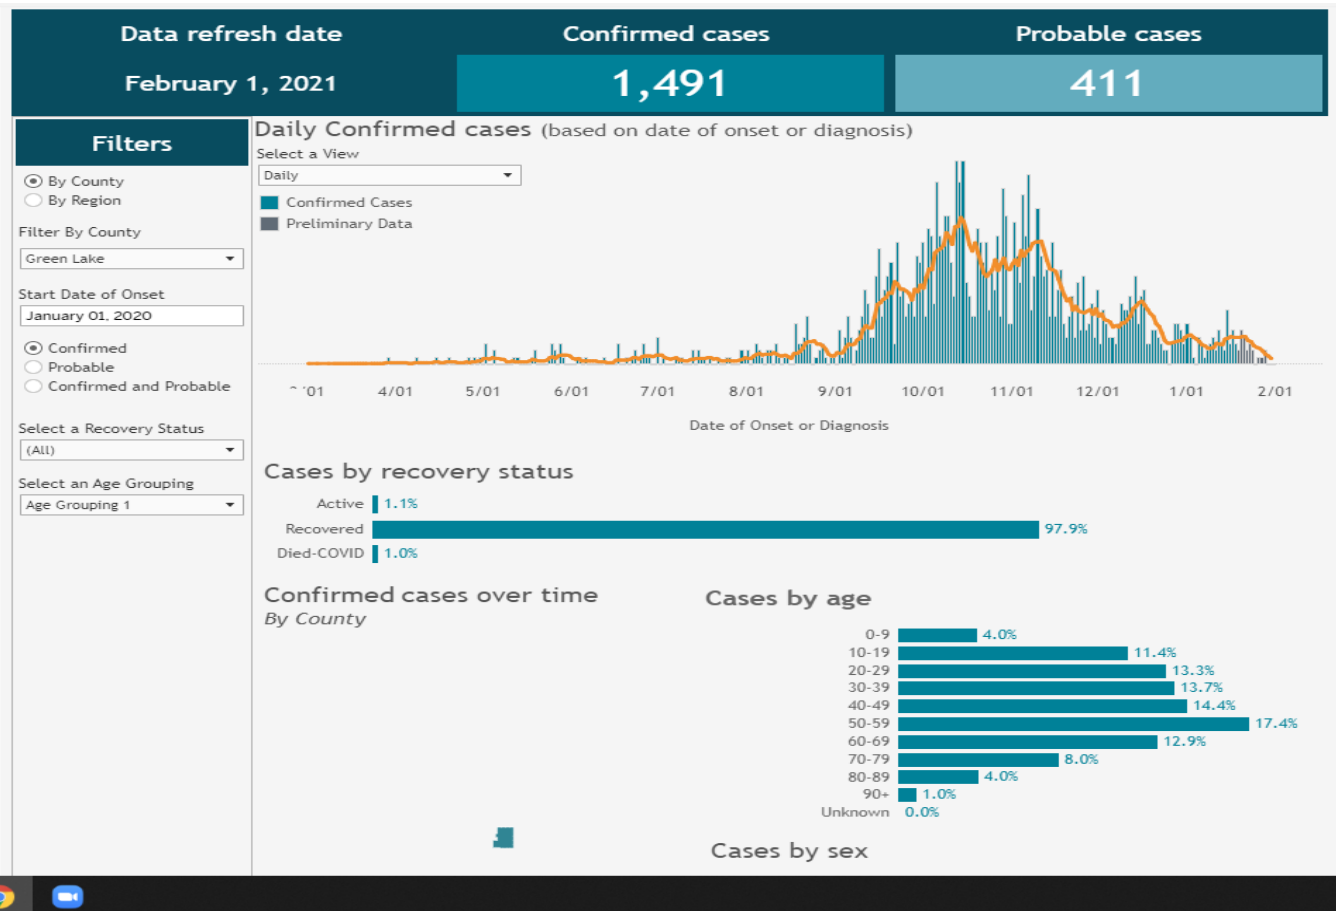 Data refresh date
Confirmed cases
Probable cases
February 1, 2021
1,491
411
Filters
By County
By Region
Filter By County
Green Lake
Start Date of Onset
January 01, 2020
Confirmed
Probable
Confirmed and Probable
Select a Recovery Status
(All)
Select an Age Grouping
Age Grouping 1
Daily Confirmed cases (based on date of onset or diagnosis)
Select a View
Daily
Confirmed Cases
Preliminary Data
4/01 5/01 6/01 7/01 8/01 9/01 10/01 11/01 12/01 1/01 2/01
Date of Onset or Diagnosis
Cases by recovery status
Active 1.1%
Recovered 97.9%
Died-COVID 1.0%
Confirmed cases over time
By County
Cases by age
0-9 4.0%
10-19 11.4%
20-29 13.3%
30-39 13.7%
40-49 14.4%
50-59 17.4%
60-69 12.9%
70-79 8.0%
80-89 4.0%
90+ 1.0%
Unknown 0.0%
Cases by sex